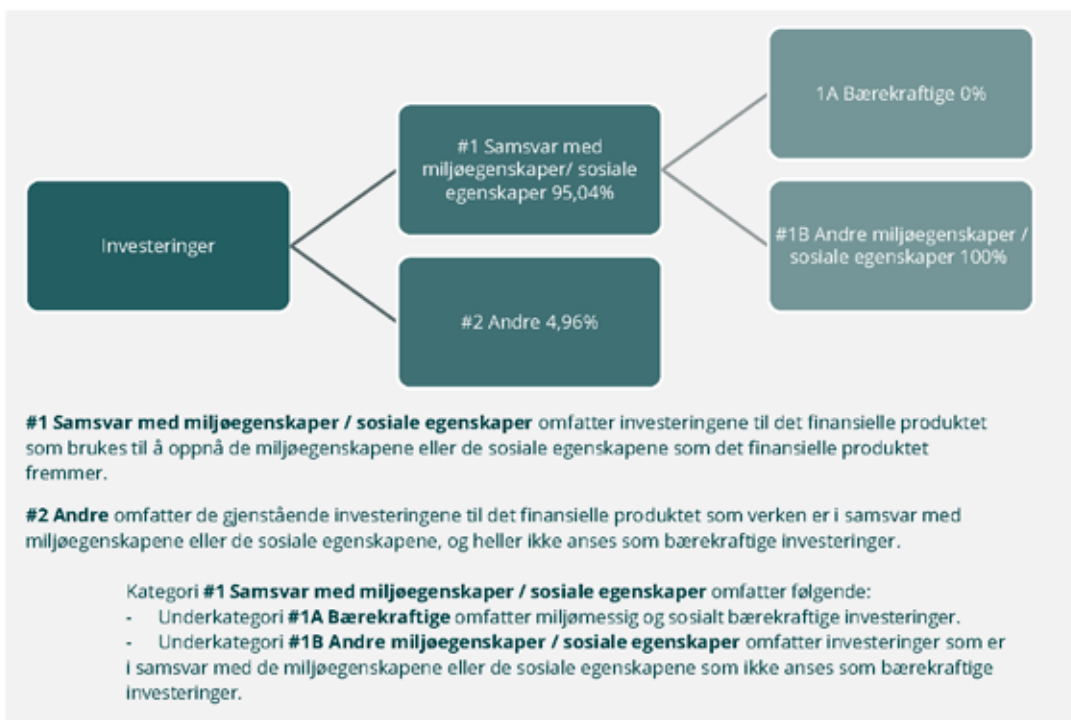 1A Bærekraftige 0%
#1 Samsvar med
miljøegenskaper/ sosiale
egenskaper 95,04%
Investeringer
#1B Andre miljøegenskaper /
sosiale egenskaper 100%
#2 Andre 4,96%
#1 Samsvar med miljøegenskaper / sosiale egenskaper omfatter investeringene til det finansielle produktet
som brukes til å oppnå de miljøegenskapene eller de sosiale egenskapene som det finansielle produktet
fremmer.
#2 Andre omfatter de gjenstående investeringene til det finansielle produktet som verken er i samsvar med
miljøegenskapene eller de sosiale egenskapene, og heller ikke anses som bærekraftige investeringer.
Kategori #1 Samsvar med miljøegenskaper / sosiale egenskaper omfatter følgende:
- Underkategori #1A Bærekraftige omfatter miljømessig og sosialt bærekraftige investeringer.
- Underkategori #1B Andre miljøegenskaper / sosiale egenskaper omfatter investeringer som er
i samsvar med de miljøegenskapene eller de sosiale egenskapene som ikke anses som bærekraftige
investeringer.